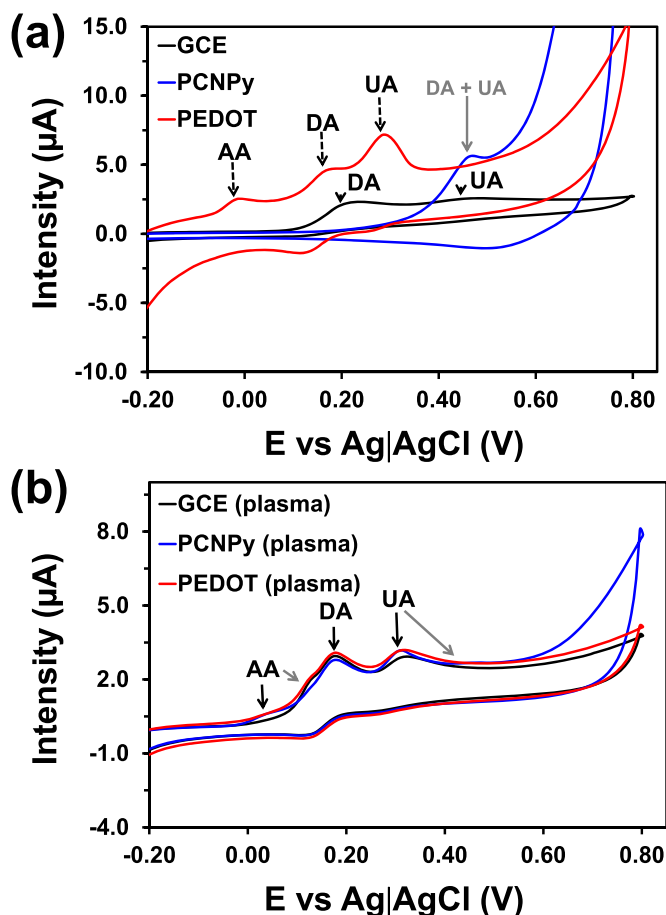 (a)
15.0
10.0
5.0
0.0
-5.0
-10.0
Intensity (µA)
GCE
PCNPy
PEDOT
AA
DA
UA
DA + UA
DA
UA
-0.20 0.00 0.20 0.40 0.60 0.80
E vs Ag|AgCl (V)
(b)
8.0
5.0
2.0
-1.0
-4.0
Intensity (µA)
GCE (plasma)
PCNPy (plasma)
PEDOT (plasma)
AA
DA
UA
-0.20 0.00 0.20 0.40 0.60 0.80
E vs Ag|AgCl (V)